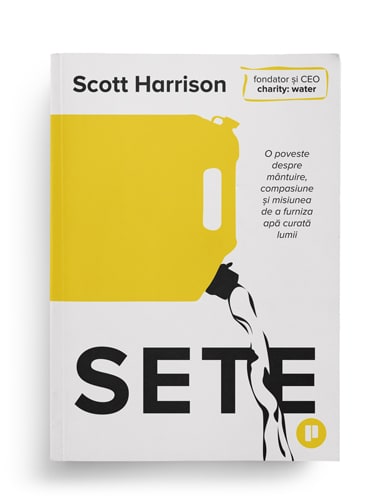 Scott Harrison
fondator și CEO
charity: water
O poveste
despre
mântuire,
compasiune
și misiunea
de a furniza
apă curată
lumii
SETE